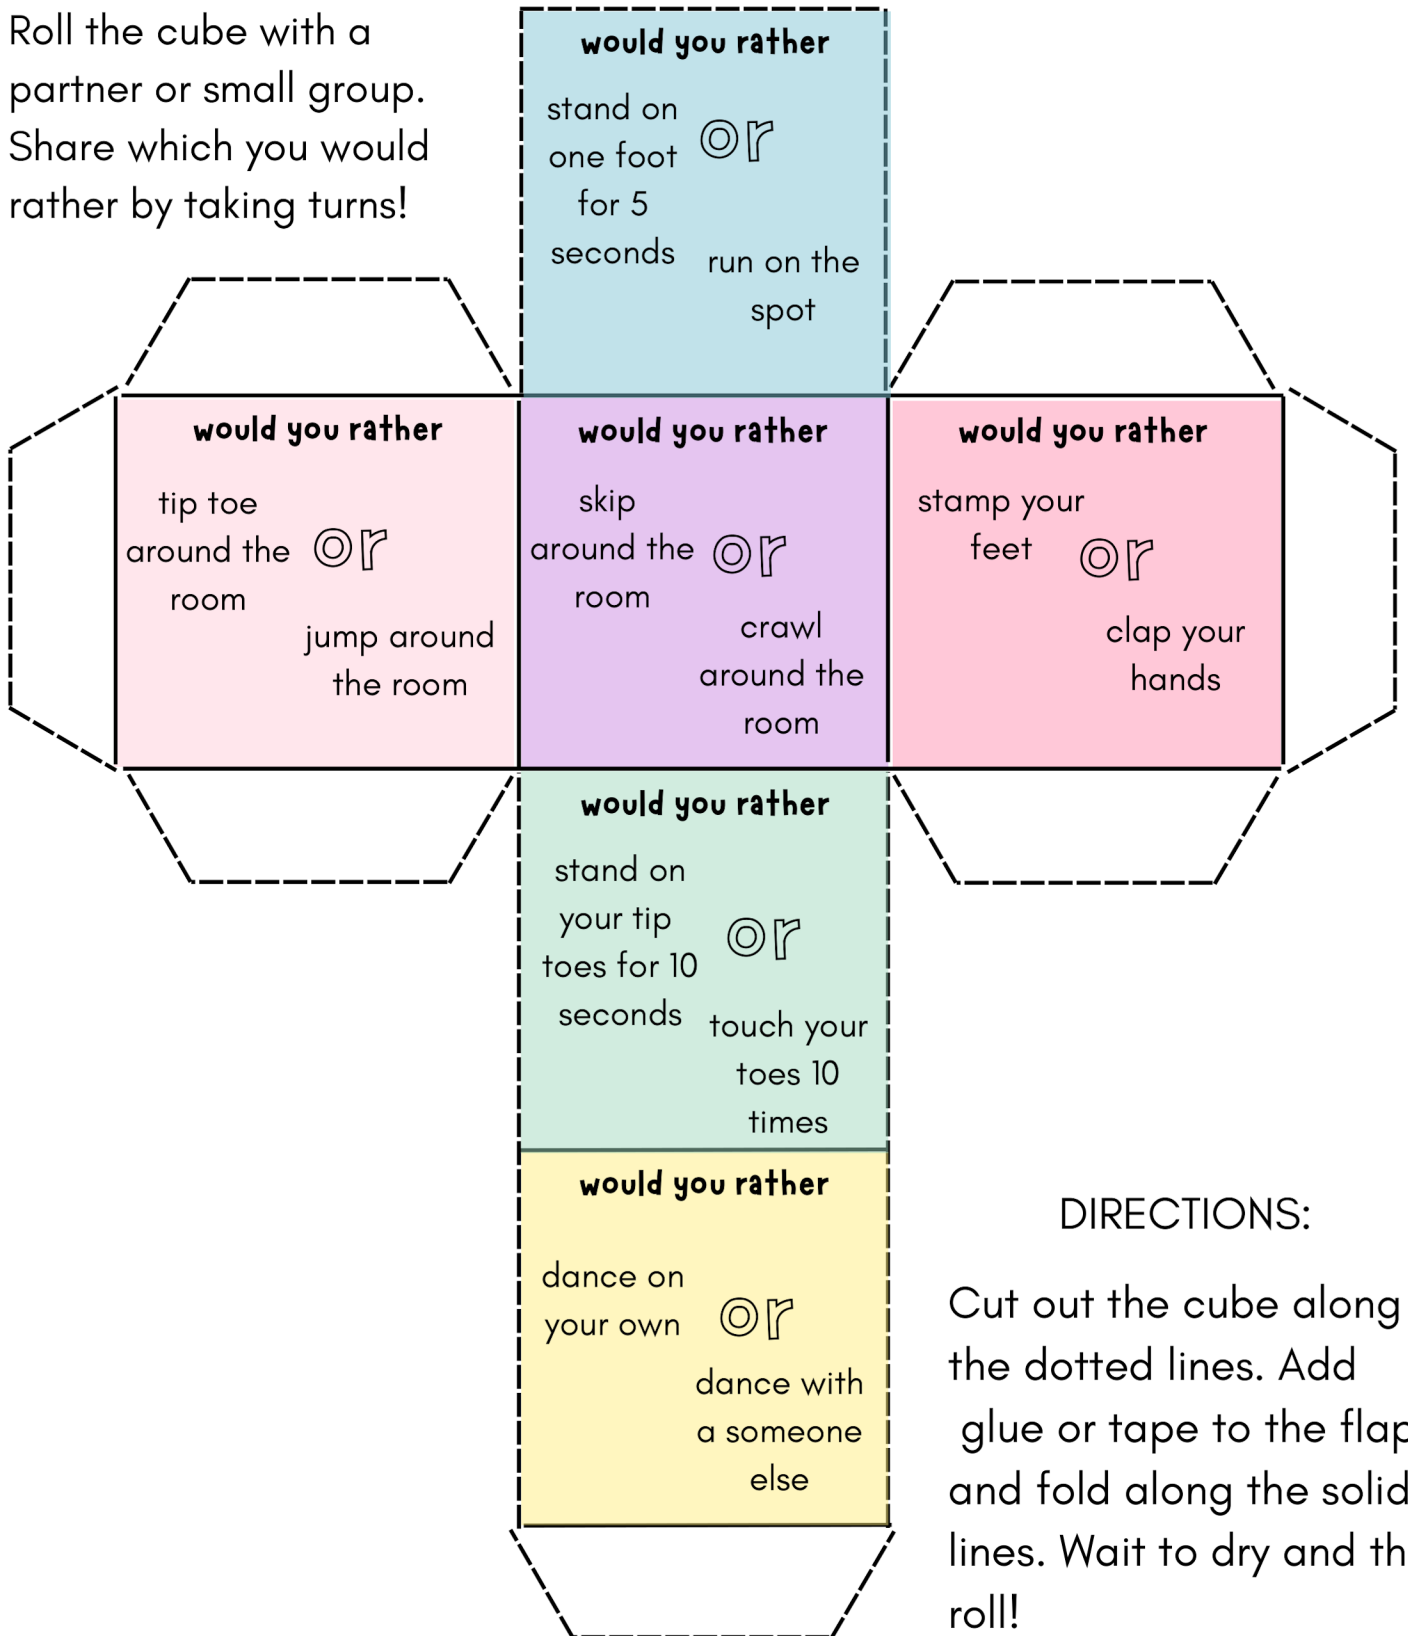 Roll the cube with a
partner or small group.
Share which you would
rather by taking turns!
would you rather
stand on
one foot
for 5
seconds
or
run on the
spot
would you rather
tip toe
around the
room
or
jump around
the room
would you rather
skip
around the
room
or
crawl
around the
room
would you rather
stamp your
feet
or
clap your
hands
would you rather
stand on
your tip
toes for 10
seconds
or
touch your
toes 10
times
would you rather
dance on
your own
or
dance with
a someone
else
DIRECTIONS:
Cut out the cube along
the dotted lines. Add
glue or tape to the flap
and fold along the solid
lines. Wait to dry and th
roll!